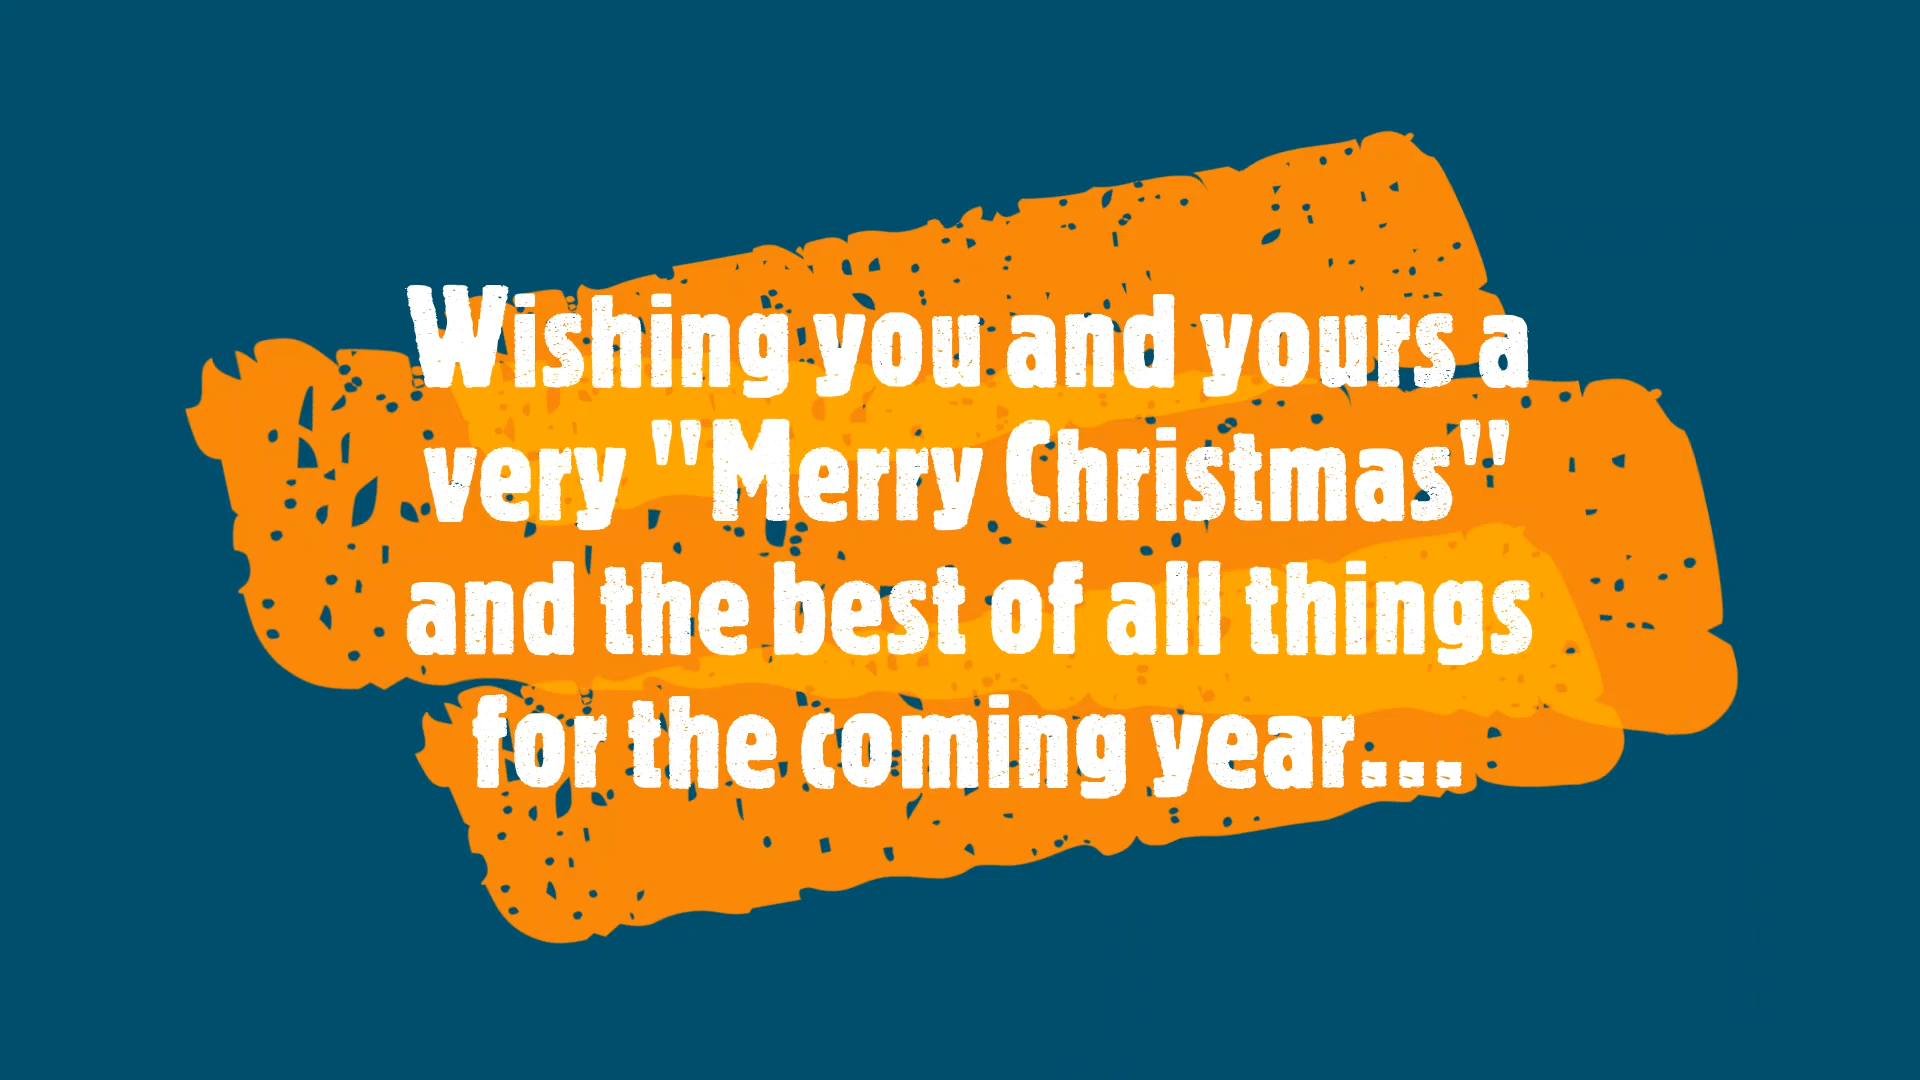 Wishing you and yours a
very "Merry Christmas"
and the best of all things
for the coming year...